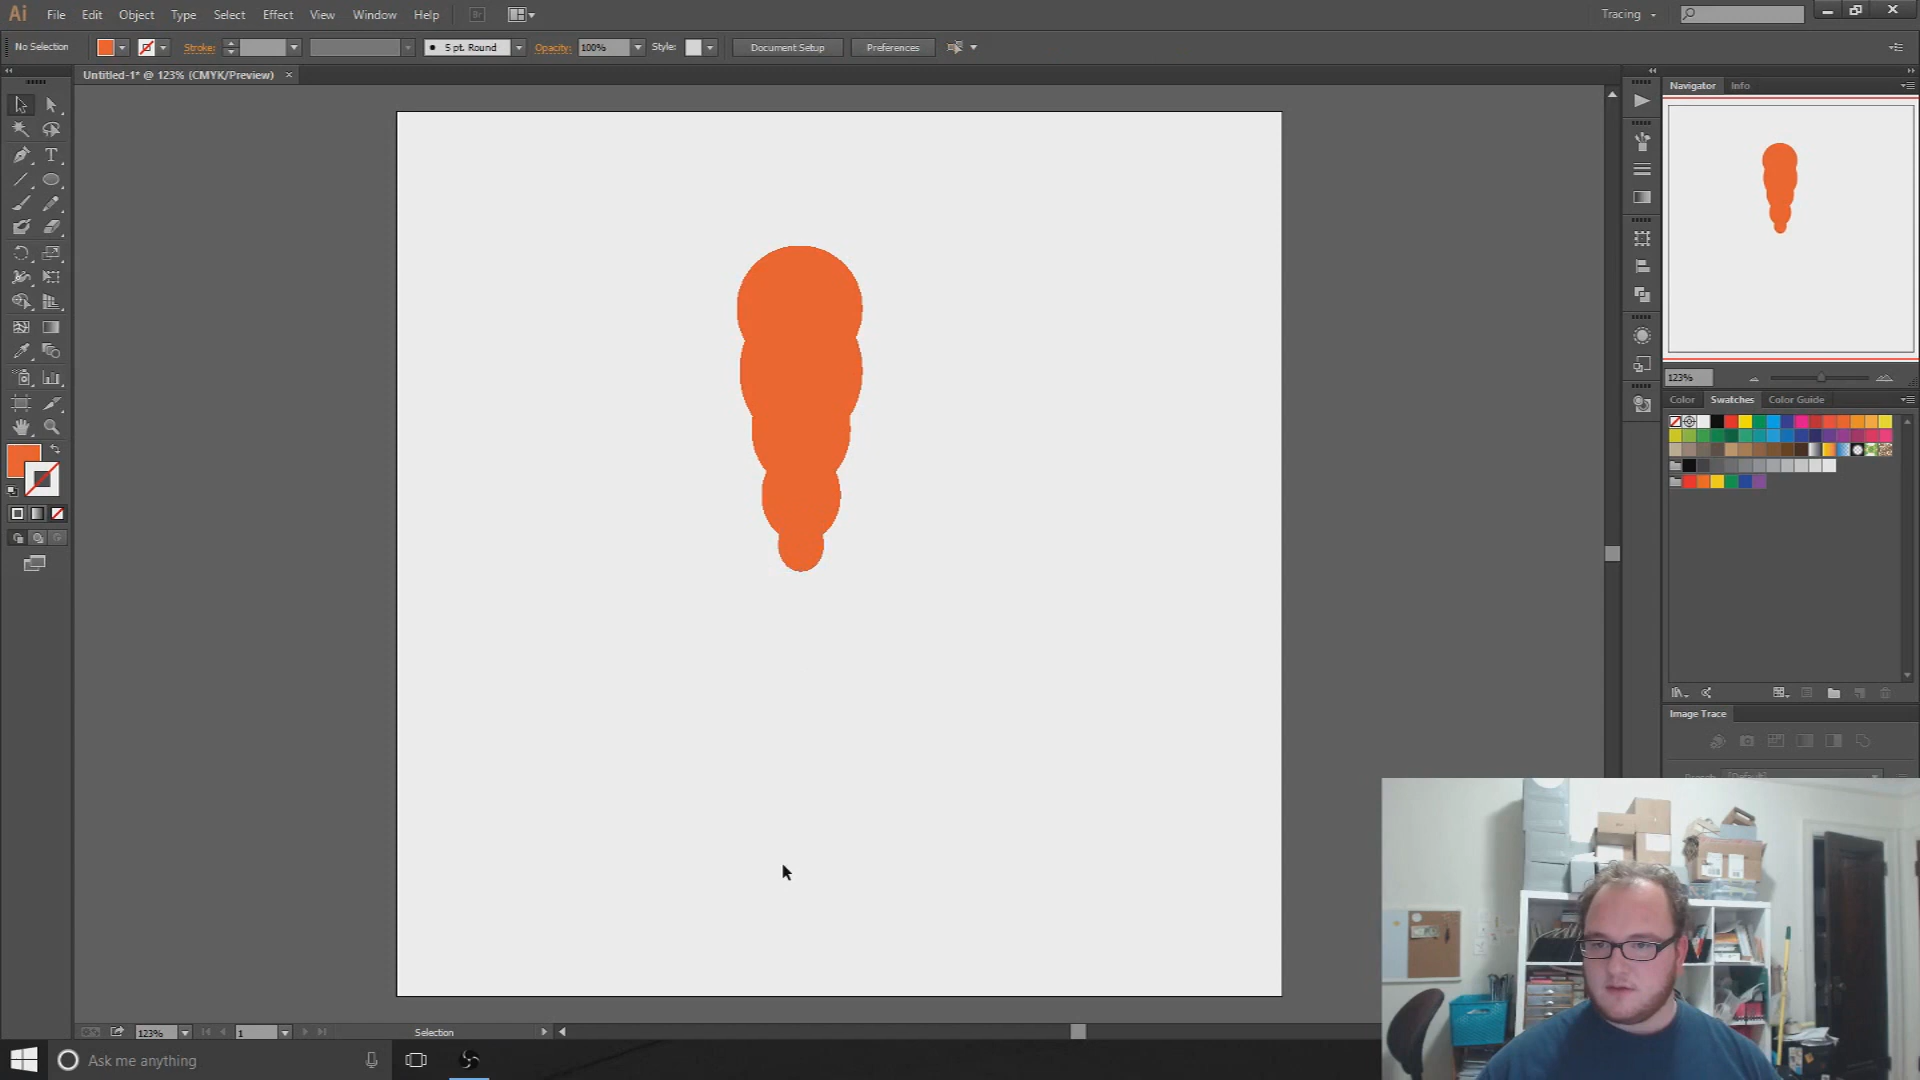 Ai File Edit Object Type Select Effect View Window Help Br Tracing
No Selection Stroke: 5 pt. Round Opacity: 100% Style: Document Setup Preferences
Untitled-1* @ 123% (CMYK/Preview) ×
Navigator Info
123%
Color Swatches Color Guide
Image Trace
[Default]
123% 1 Selection
Ask me anything